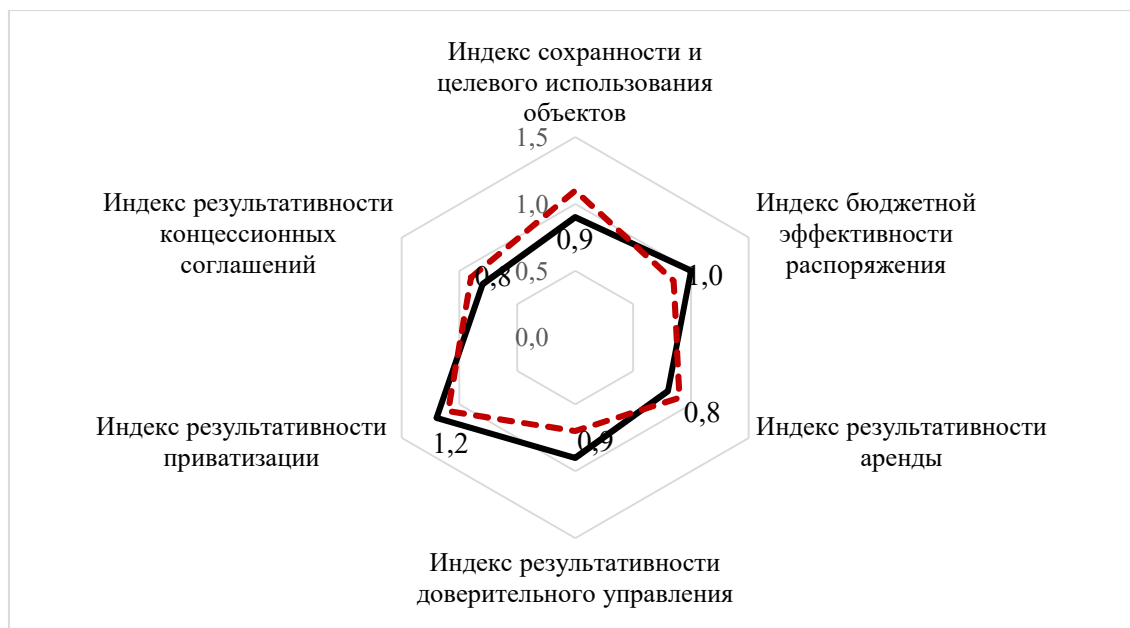 Индекс сохранности и
целевого использования
объектов
1,5
1,0
0,5
0,0
0,9
1,0
0,8
0,9
1,2
0,8
Индекс бюджетной
эффективности
распоряжения
Индекс результативности
аренды
Индекс результативности
доверительного управления
Индекс результативности
приватизации
Индекс результативности
концессионных
соглашений